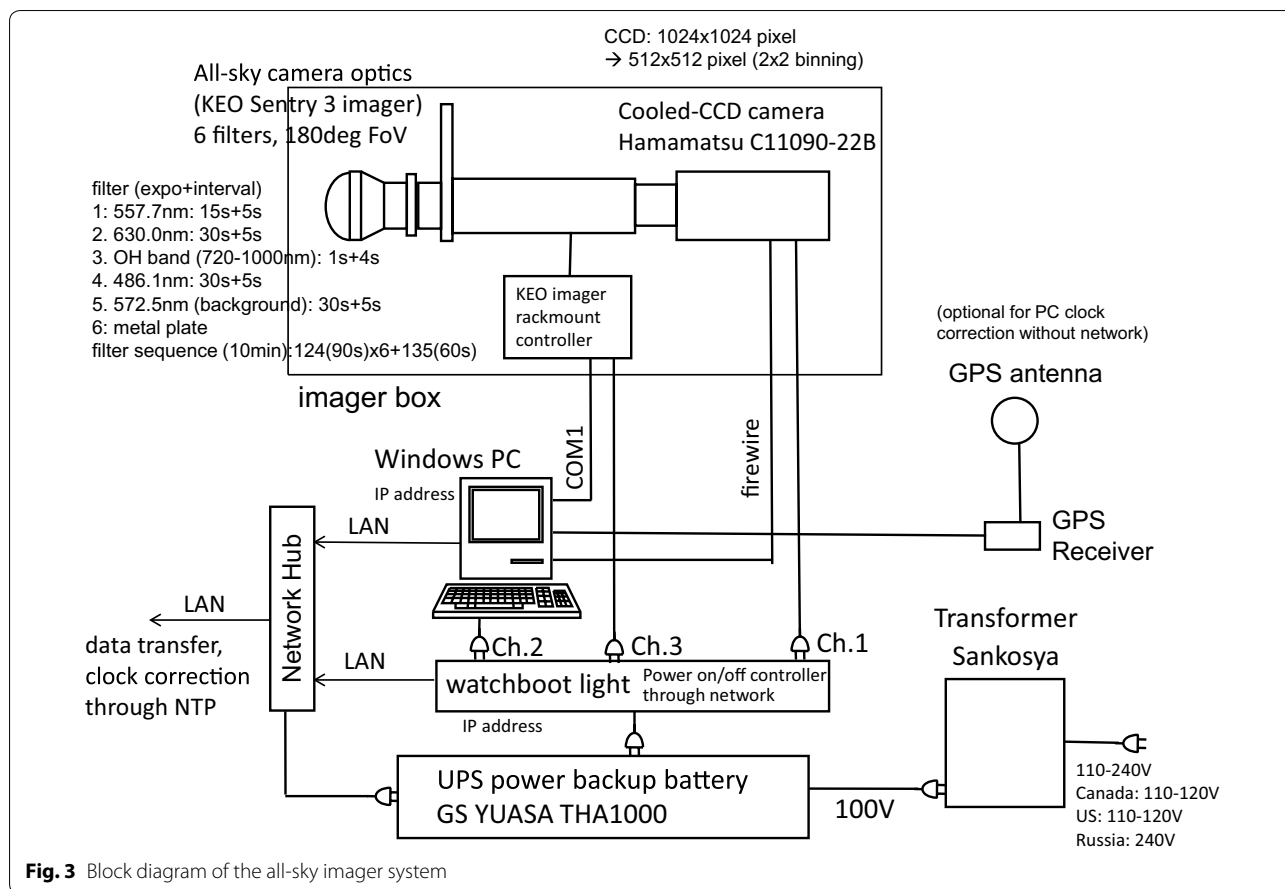 CCD: 1024x1024 pixel
→ 512x512 pixel (2x2 binning)
All-sky camera optics
(KEO Sentry 3 imager)
6 filters, 180deg FoV
Cooled-CCD camera
Hamamatsu C11090-22B
filter (expo+interval)
1: 557.7nm: 15s+5s
2. 630.0nm: 30s+5s
3. OH band (720-1000nm): 1s+4s
4. 486.1nm: 30s+5s
5. 572.5nm (background): 30s+5s
6: metal plate
filter sequence (10min):124(90s)x6+135(60s)
KEO imager
rackmount
controller
imager box
(optional for PC clock
correction without network)
GPS antenna
COM1
firewire
Windows PC
IP address
LAN
GPS
Receiver
Network Hub
LAN
data transfer,
clock correction
through NTP
LAN
Ch.2
Ch.3
Ch.1
watchboot light
Power on/off controller
through network
IP address
Transformer
Sankosya
UPS power backup battery
GS YUASA THA1000
100V
110-240V
Canada: 110-120V
US: 110-120V
Russia: 240V
Fig. 3 Block diagram of the all-sky imager system